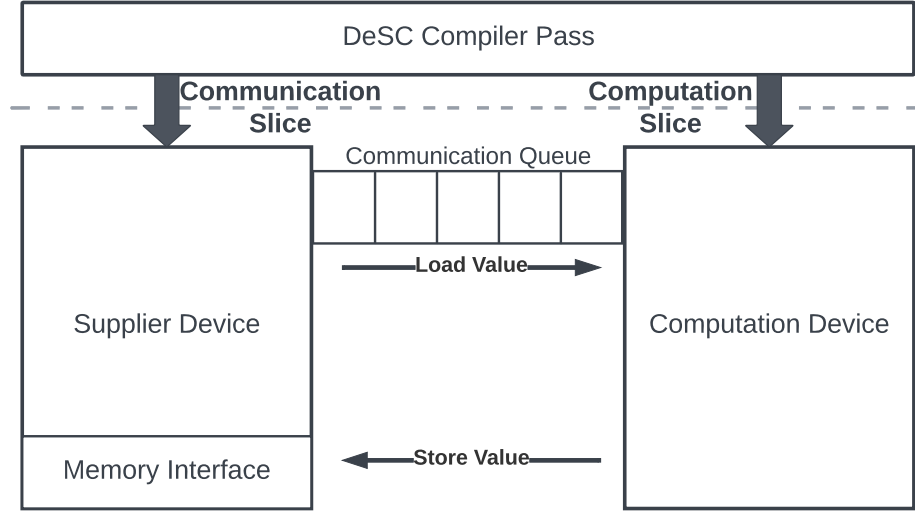 DeSC Compiler Pass
Communication
Slice
Computation
Slice
Communication Queue
Load Value
Supplier Device
Computation Device
Store Value
Memory Interface